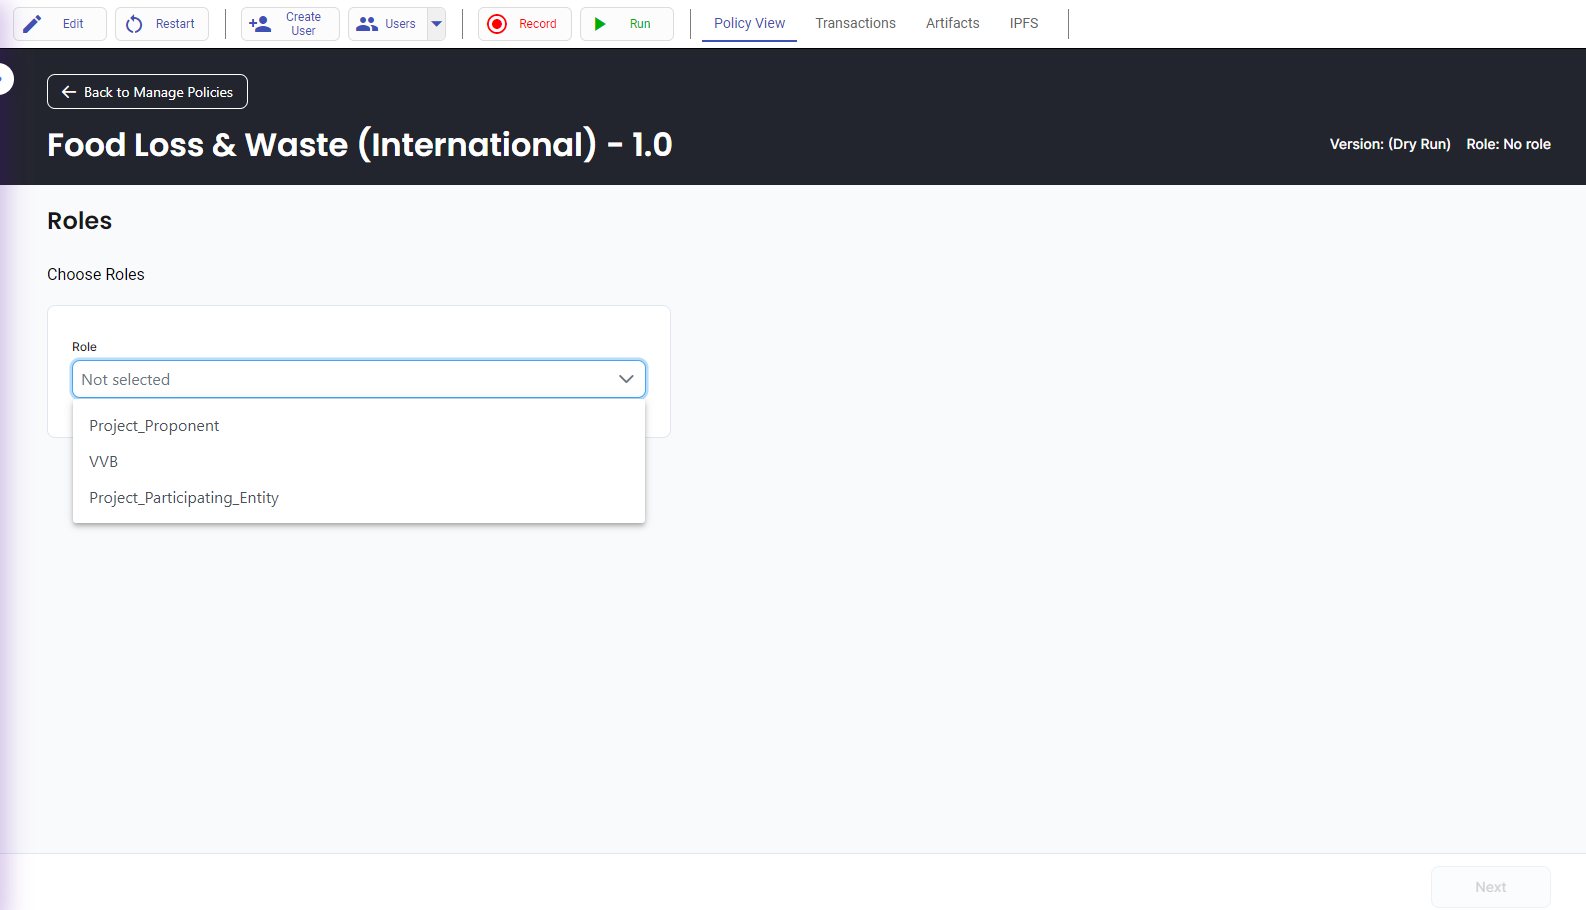 Edit
Restart
Create
User
Users
Record
Run
Policy View
Transactions
Artifacts
IPFS
Back to Manage Policies
Food Loss & Waste (International) - 1.0
Version: (Dry Run)
Role: No role
Roles
Choose Roles
Role
Not selected
Project_Proponent
VVB
Project_Participating_Entity
Next